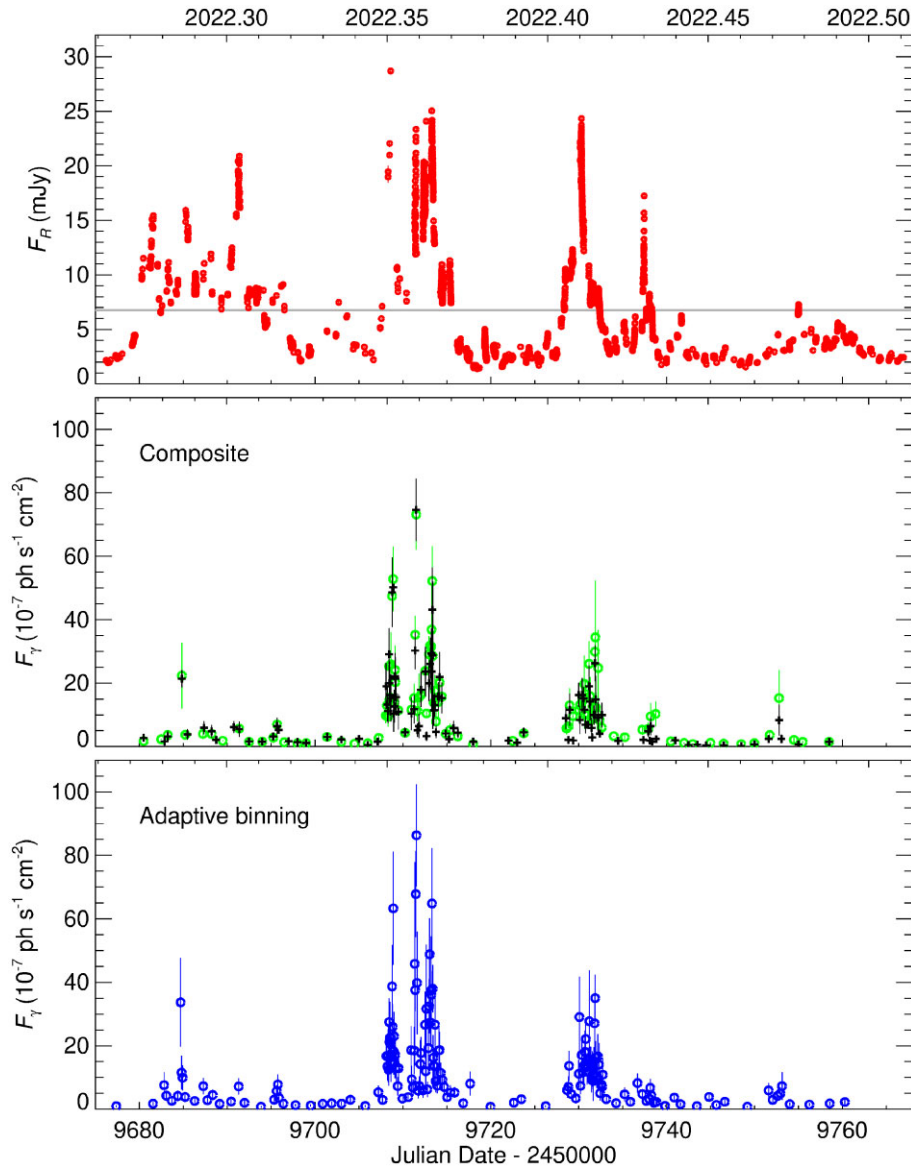 2022.30 2022.35 2022.40 2022.45 2022.50
30
25
20
15
10
5
0
F_R (mJy)
100
80
60
40
20
0
Composite
F_γ (10⁻⁷ ph s⁻¹ cm⁻²)
100
80
60
40
20
0
Adaptive binning
F_γ (10⁻⁷ ph s⁻¹ cm⁻²)
9680 9700 9720 9740 9760
Julian Date - 2450000